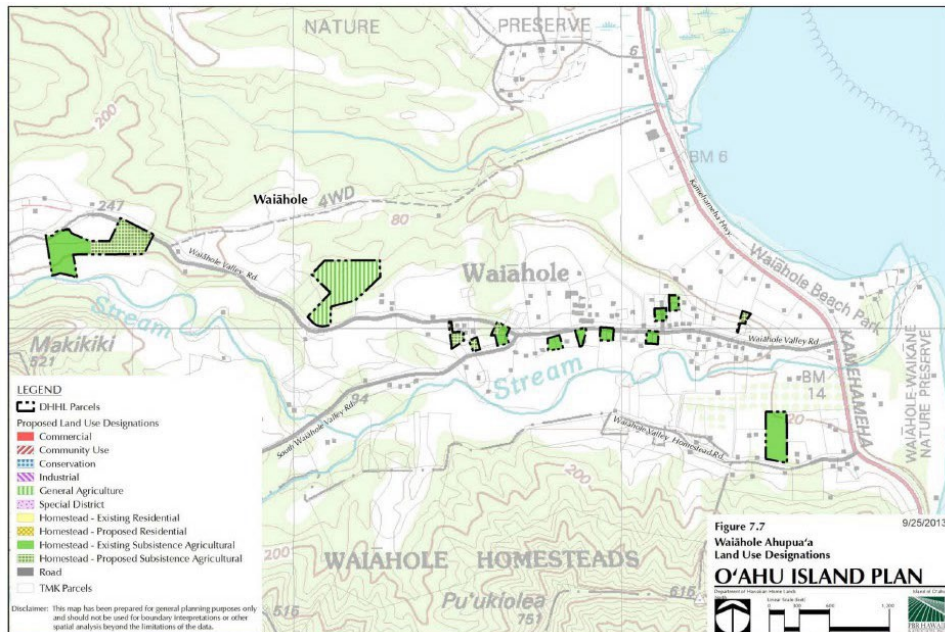 NATURE PRESERVE
6
200
BM 6
Kamehameha Hwy.
247
Waiāhole
4WD
80
Waiāhole Valley Rd.
Waiāhole
Waiāhole Beach Park
Stream
Makikiki
521
Stream
Waiāhole Valley Rd
KAMEHAMEHA
WAIĀHOLE-WAIKANE
NATURE PRESERVE
BM
14
94
South Waiāhole Valley Rd.
20
Waiāhole Valley Homestead Rd.
200
200
WAIĀHOLE HOMESTEADS
Pu'ukiolea
751
516
515
LEGEND
DHHL Parcels
Proposed Land Use Designations
Commercial
Community Use
Conservation
Industrial
General Agriculture
Special District
Homestead - Existing Residential
Homestead - Proposed Residential
Homestead - Existing Subsistence Agricultural
Homestead - Proposed Subsistence Agricultural
Road
TMK Parcels
Disclaimer: This map has been prepared for general planning purposes only
and should not be used for boundary interpretations or other
spatial analysis beyond the limitations of the data.
9/25/2013
Figure 7.7
Waiāhole Ahupua'a
Land Use Designations
O'AHU ISLAND PLAN
Department of Hawaiian Home Lands
Linear Scale (feet)